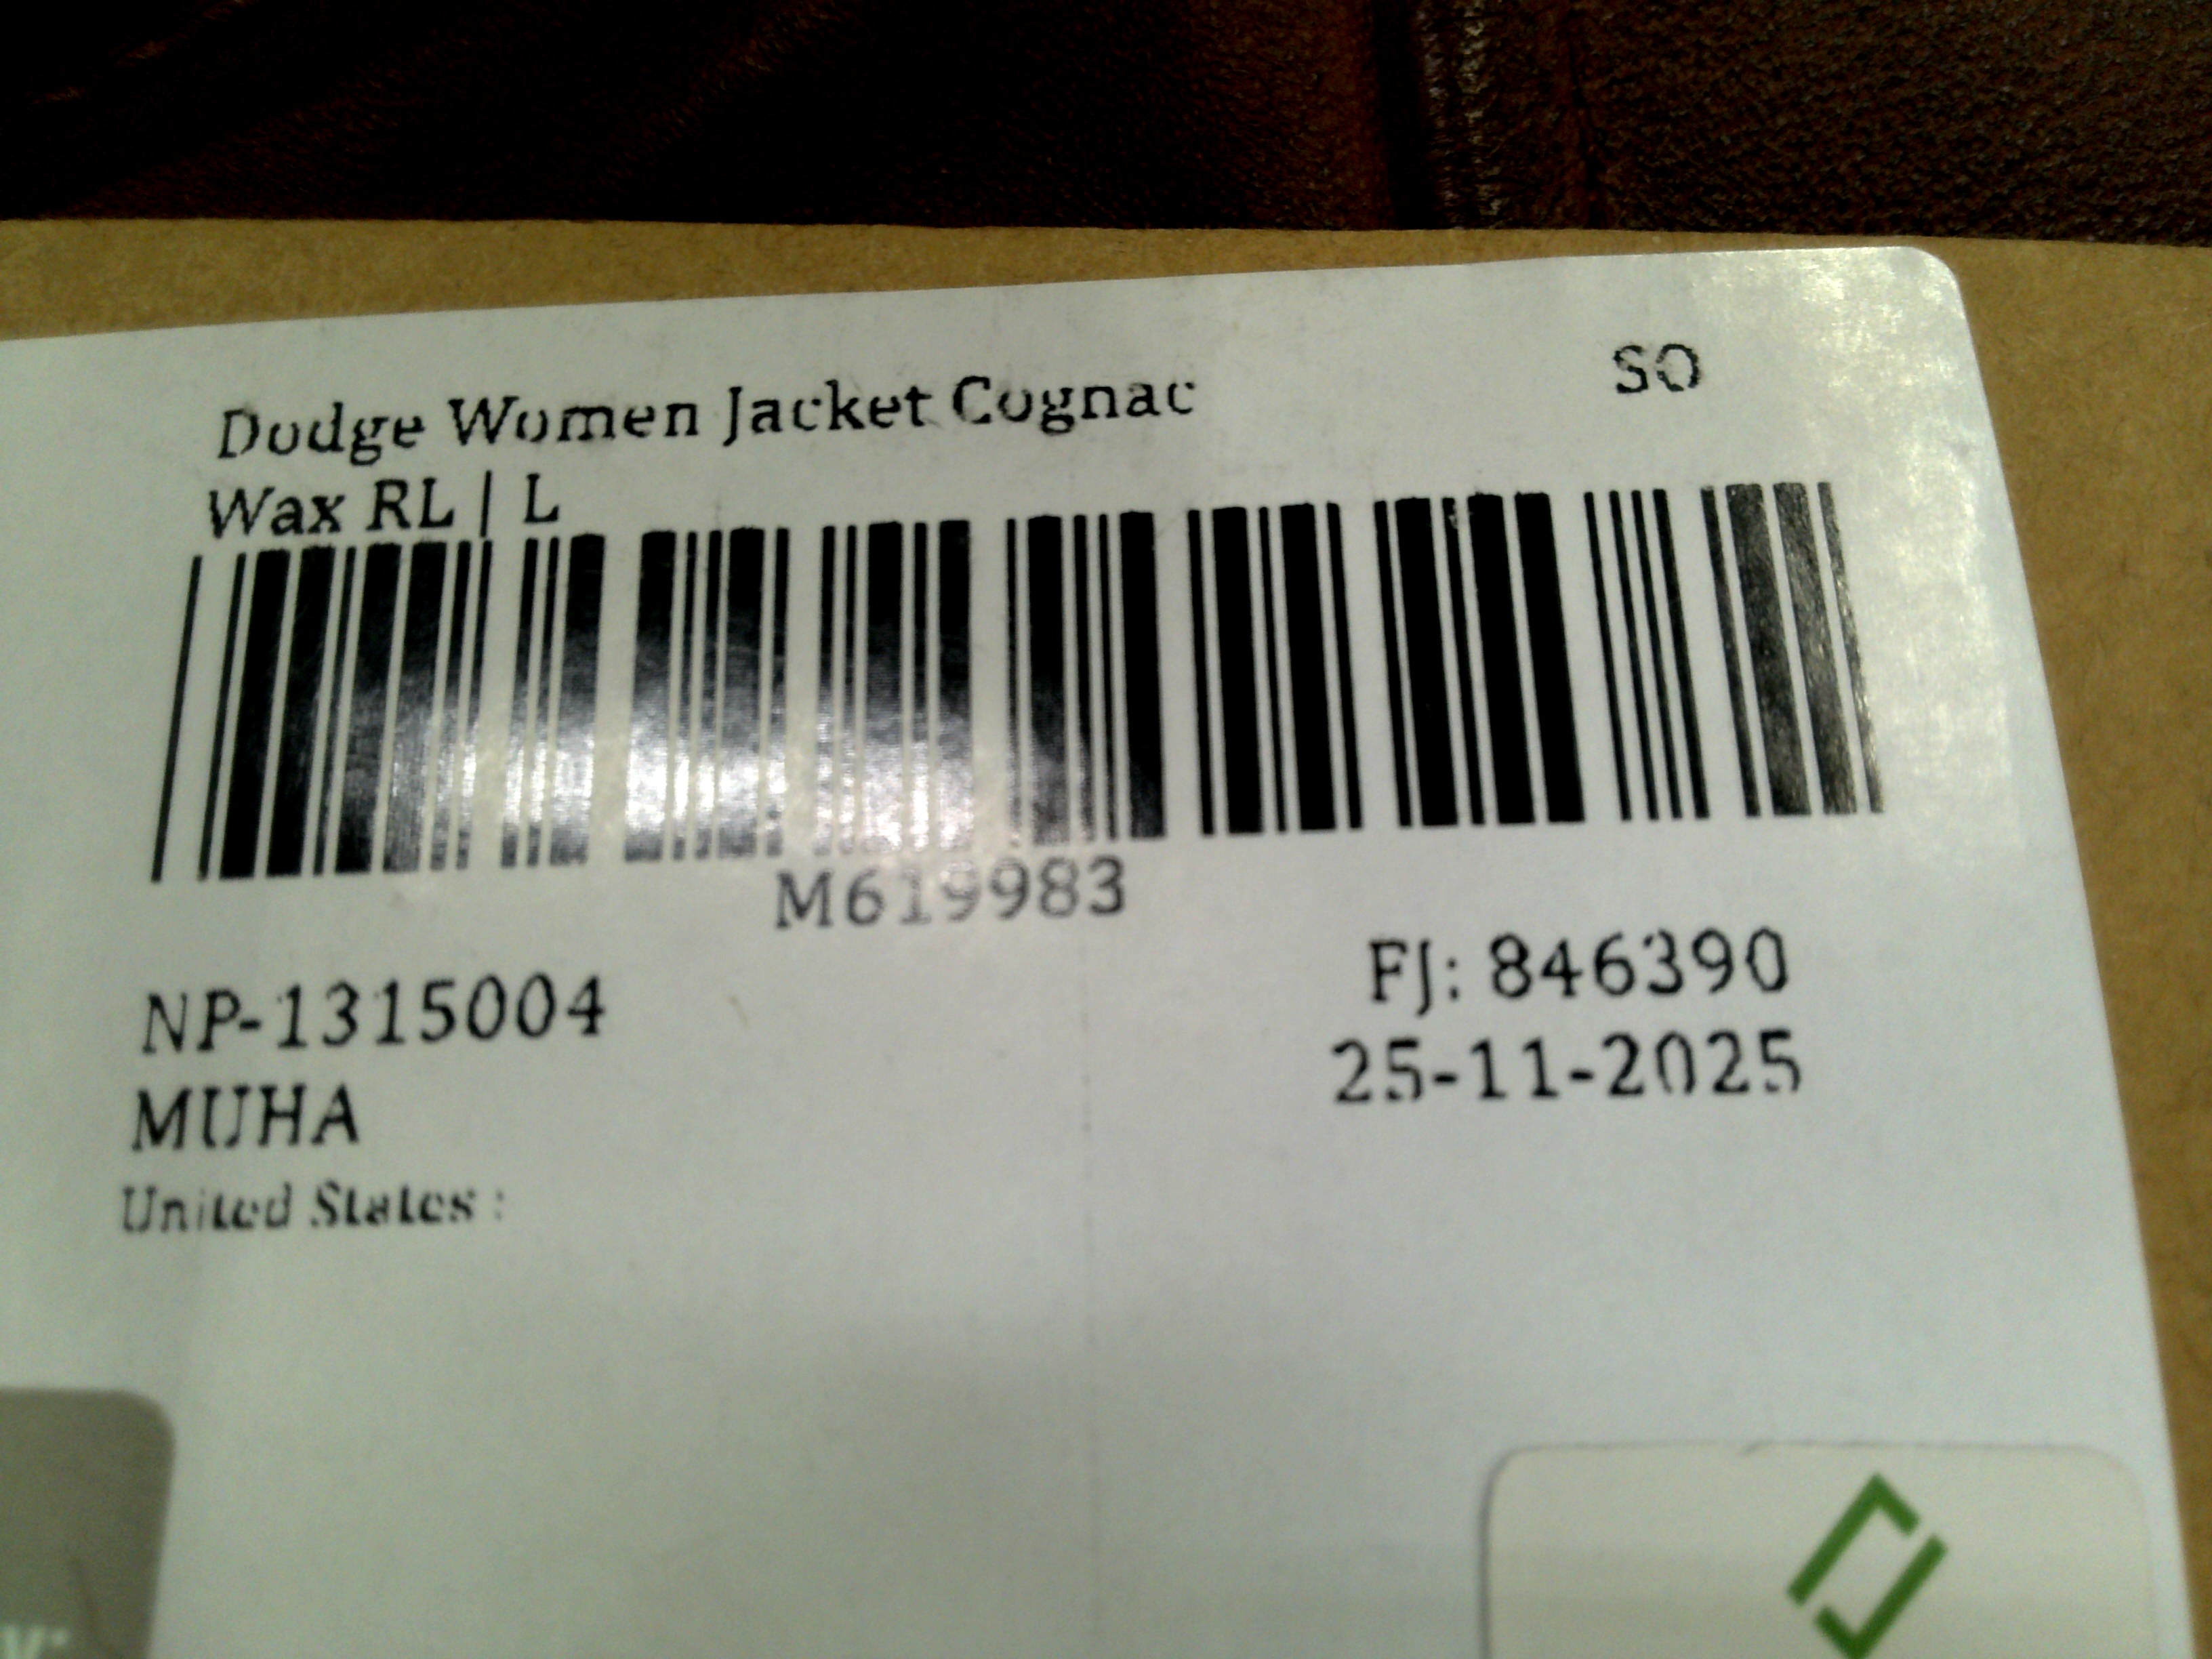 Dodge Women Jacket Cognac
Wax RL | L
SO
M619983
NP-1315004
FJ: 846390
MUHA
25-11-2025
United States :